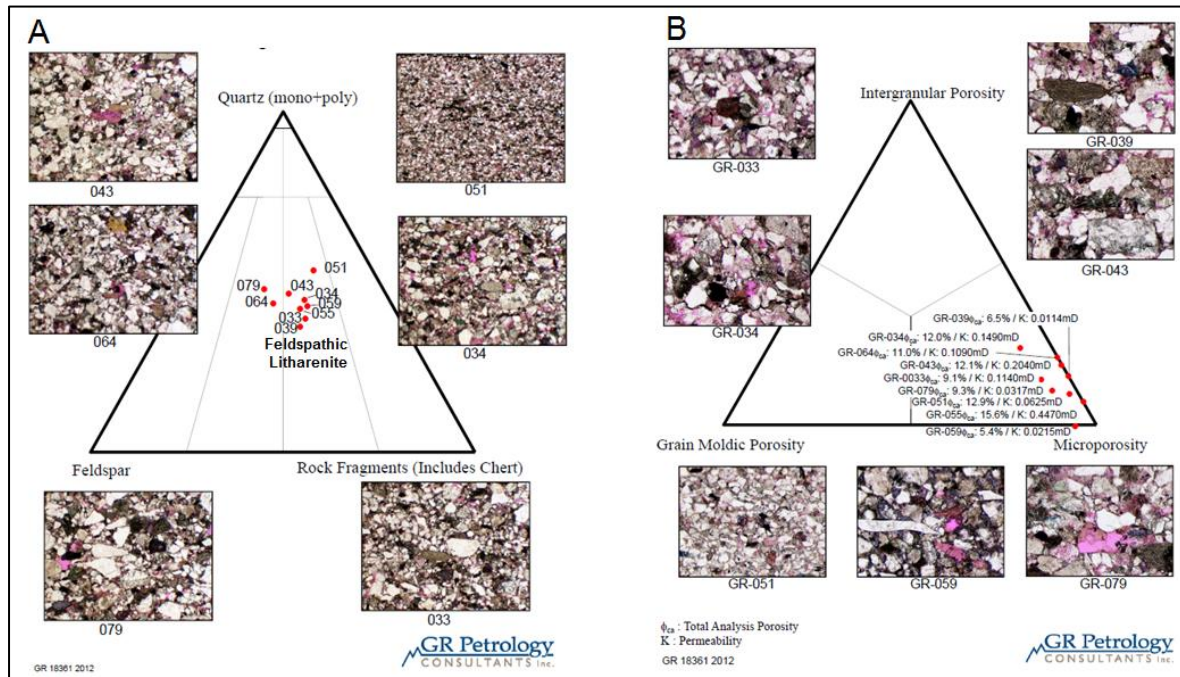 A
Quartz (mono+poly)
043
051
064
034
051
079
043
034
064
059
055
033
039
Feldspathic
Litharenite
Feldspar
Rock Fragments (Includes Chert)
079
033
GR Petrology
CONSULTANTS Inc.
GR 18361 2012
B
Intergranular Porosity
GR-033
GR-039
GR-034
GR-043
GR-039ϕca: 6.5% / K: 0.0114mD
GR-034ϕca: 12.0% / K: 0.1490mD
GR-064ϕca: 11.0% / K: 0.1090mD
GR-043ϕca: 12.1% / K: 0.2040mD
GR-0033ϕca: 9.1% / K: 0.1140mD
GR-079ϕca: 9.3% / K: 0.0317mD
GR-051ϕca: 12.9% / K: 0.0625mD
GR-055ϕca: 15.6% / K: 0.4470mD
GR-059ϕca: 5.4% / K: 0.0215mD
Grain Moldic Porosity
Microporosity
GR-051
GR-059
GR-079
ϕca : Total Analysis Porosity
K : Permeability
GR 18361 2012
GR Petrology
CONSULTANTS Inc.